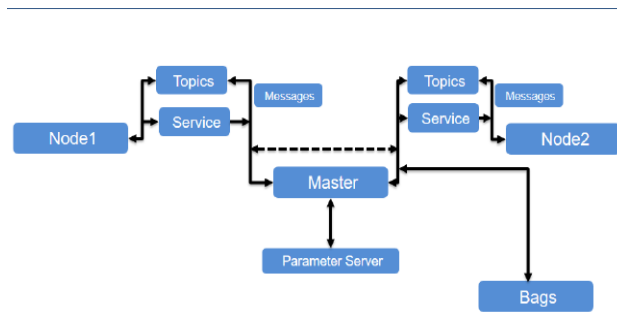 Topics
Topics
Messages
Messages
Service
Service
Node1
Node2
Master
Parameter Server
Bags